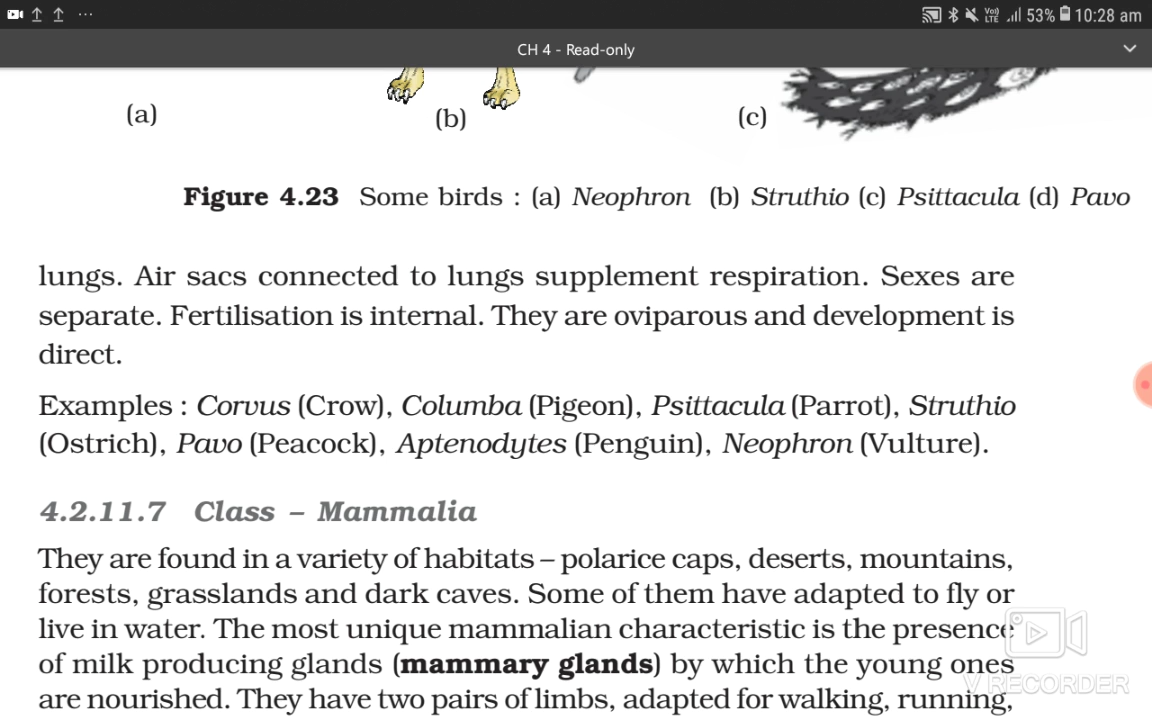 53% 10:28 am
CH 4 - Read-only
(a) (b) (c)
Figure 4.23 Some birds : (a) Neophron (b) Struthio (c) Psittacula (d) Pavo
lungs. Air sacs connected to lungs supplement respiration. Sexes are
separate. Fertilisation is internal. They are oviparous and development is
direct.
Examples : Corvus (Crow), Columba (Pigeon), Psittacula (Parrot), Struthio
(Ostrich), Pavo (Peacock), Aptenodytes (Penguin), Neophron (Vulture).
4.2.11.7 Class – Mammalia
They are found in a variety of habitats – polarice caps, deserts, mountains,
forests, grasslands and dark caves. Some of them have adapted to fly or
live in water. The most unique mammalian characteristic is the presence
of milk producing glands (mammary glands) by which the young ones
are nourished. They have two pairs of limbs, adapted for walking, running,
V RECORDER